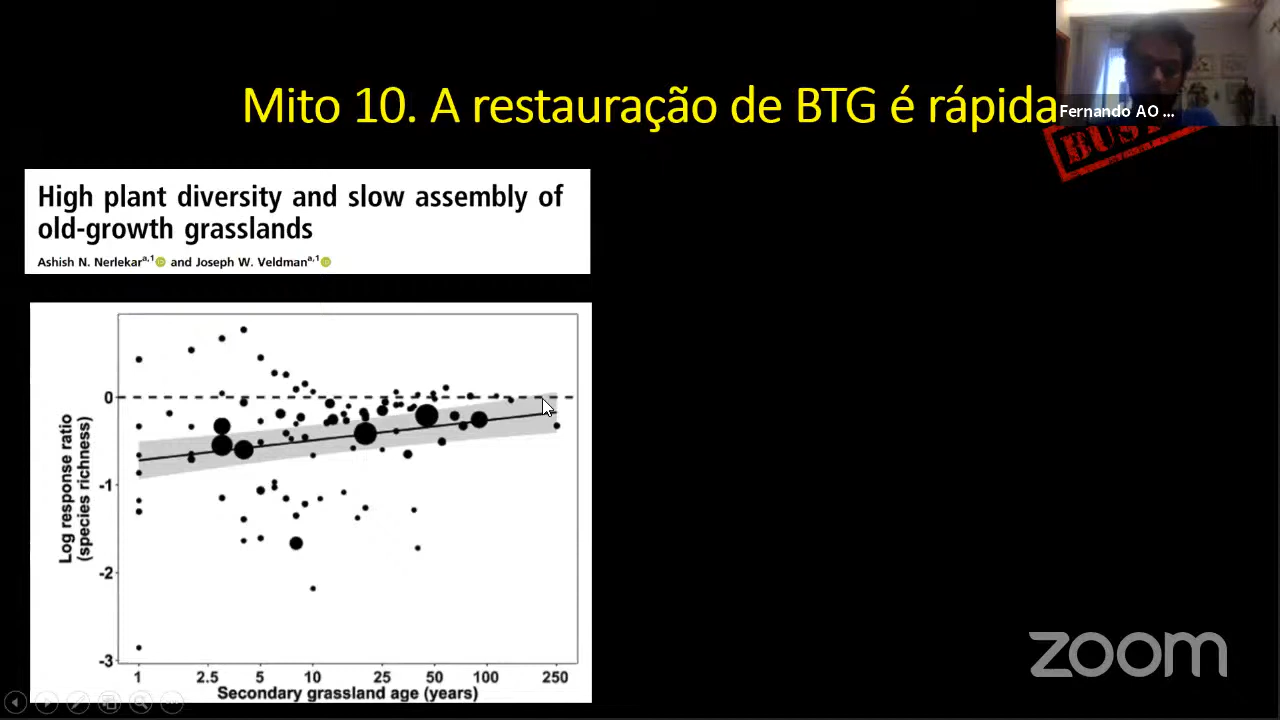 Mito 10. A restauração de BTG é rápida
Fernando AO ...
High plant diversity and slow assembly of
old-growth grasslands
Ashish N. Nerlekar a,1 and Joseph W. Veldman a,1
0
-1
-2
-3
Log response ratio
(species richness)
1 2.5 5 10 25 50 100 250
Secondary grassland age (years)
zoom